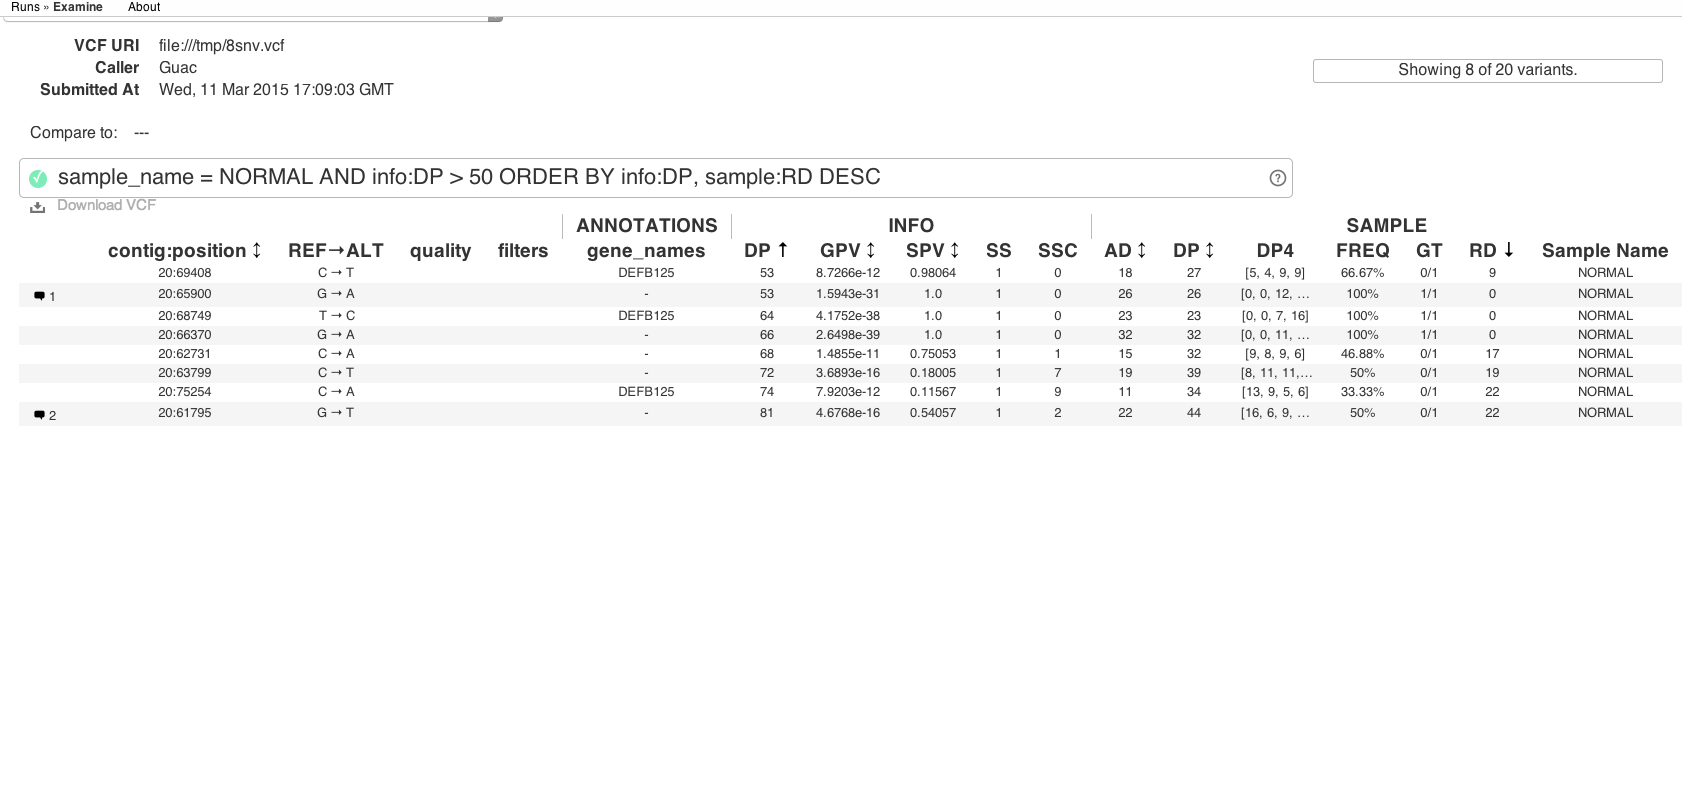 Runs » Examine About
VCF URI file:///tmp/8snv.vcf
Caller Guac
Submitted At Wed, 11 Mar 2015 17:09:03 GMT
Showing 8 of 20 variants.
Compare to: ---
sample_name = NORMAL AND info:DP > 50 ORDER BY info:DP, sample:RD DESC
Download VCF
ANNOTATIONS INFO SAMPLE
contig:position ↕ REF→ALT quality filters gene_names DP ↑ GPV ↕ SPV ↕ SS SSC AD ↕ DP ↕ DP4 FREQ GT RD ↓ Sample Name
20:69408 C → T DEFB125 53 8.7266e-12 0.98064 1 0 18 27 [5, 4, 9, 9] 66.67% 0/1 9 NORMAL
1 20:65900 G → A - 53 1.5943e-31 1.0 1 0 26 26 [0, 0, 12, … 100% 1/1 0 NORMAL
20:68749 T → C DEFB125 64 4.1752e-38 1.0 1 0 23 23 [0, 0, 7, 16] 100% 1/1 0 NORMAL
20:66370 G → A - 66 2.6498e-39 1.0 1 0 32 32 [0, 0, 11, … 100% 1/1 0 NORMAL
20:62731 C → A - 68 1.4855e-11 0.75053 1 1 15 32 [9, 8, 9, 6] 46.88% 0/1 17 NORMAL
20:63799 C → T - 72 3.6893e-16 0.18005 1 7 19 39 [8, 11, 11,… 50% 0/1 19 NORMAL
20:75254 C → A DEFB125 74 7.9203e-12 0.11567 1 9 11 34 [13, 9, 5, 6] 33.33% 0/1 22 NORMAL
2 20:61795 G → T - 81 4.6768e-16 0.54057 1 2 22 44 [16, 6, 9, … 50% 0/1 22 NORMAL